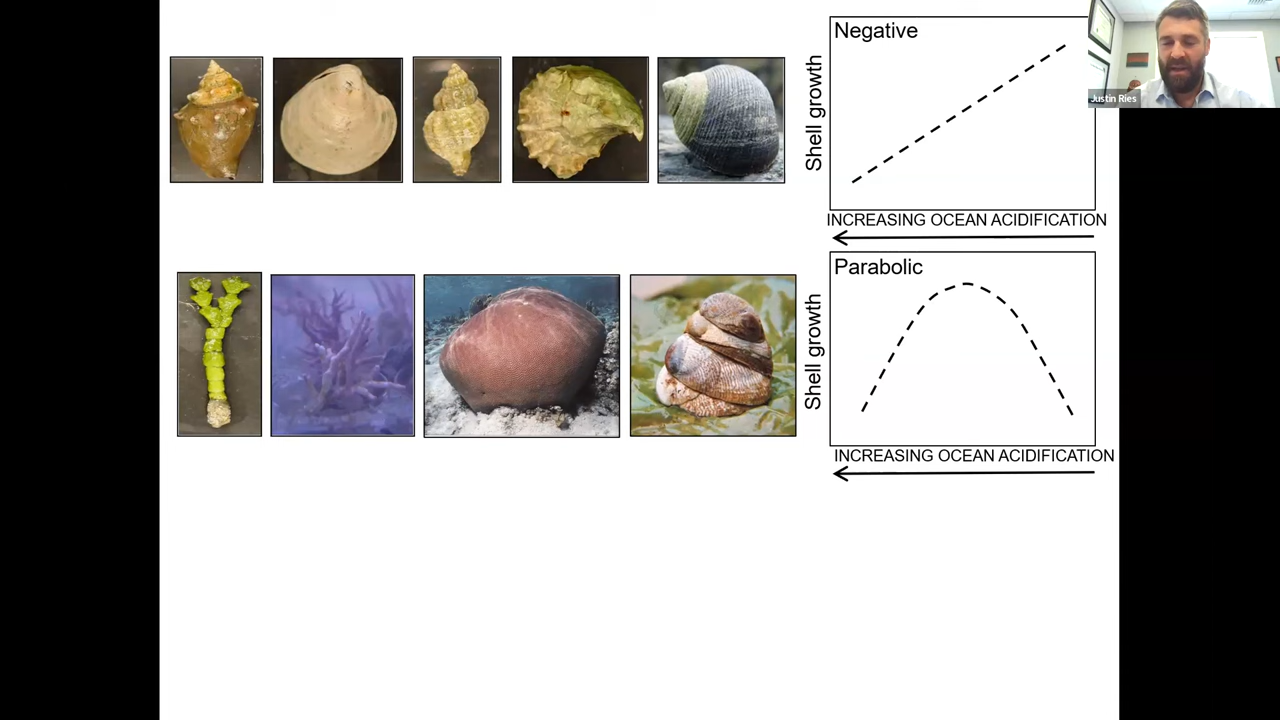 Negative
Shell growth
INCREASING OCEAN ACIDIFICATION
Justin Ries
Parabolic
Shell growth
INCREASING OCEAN ACIDIFICATION